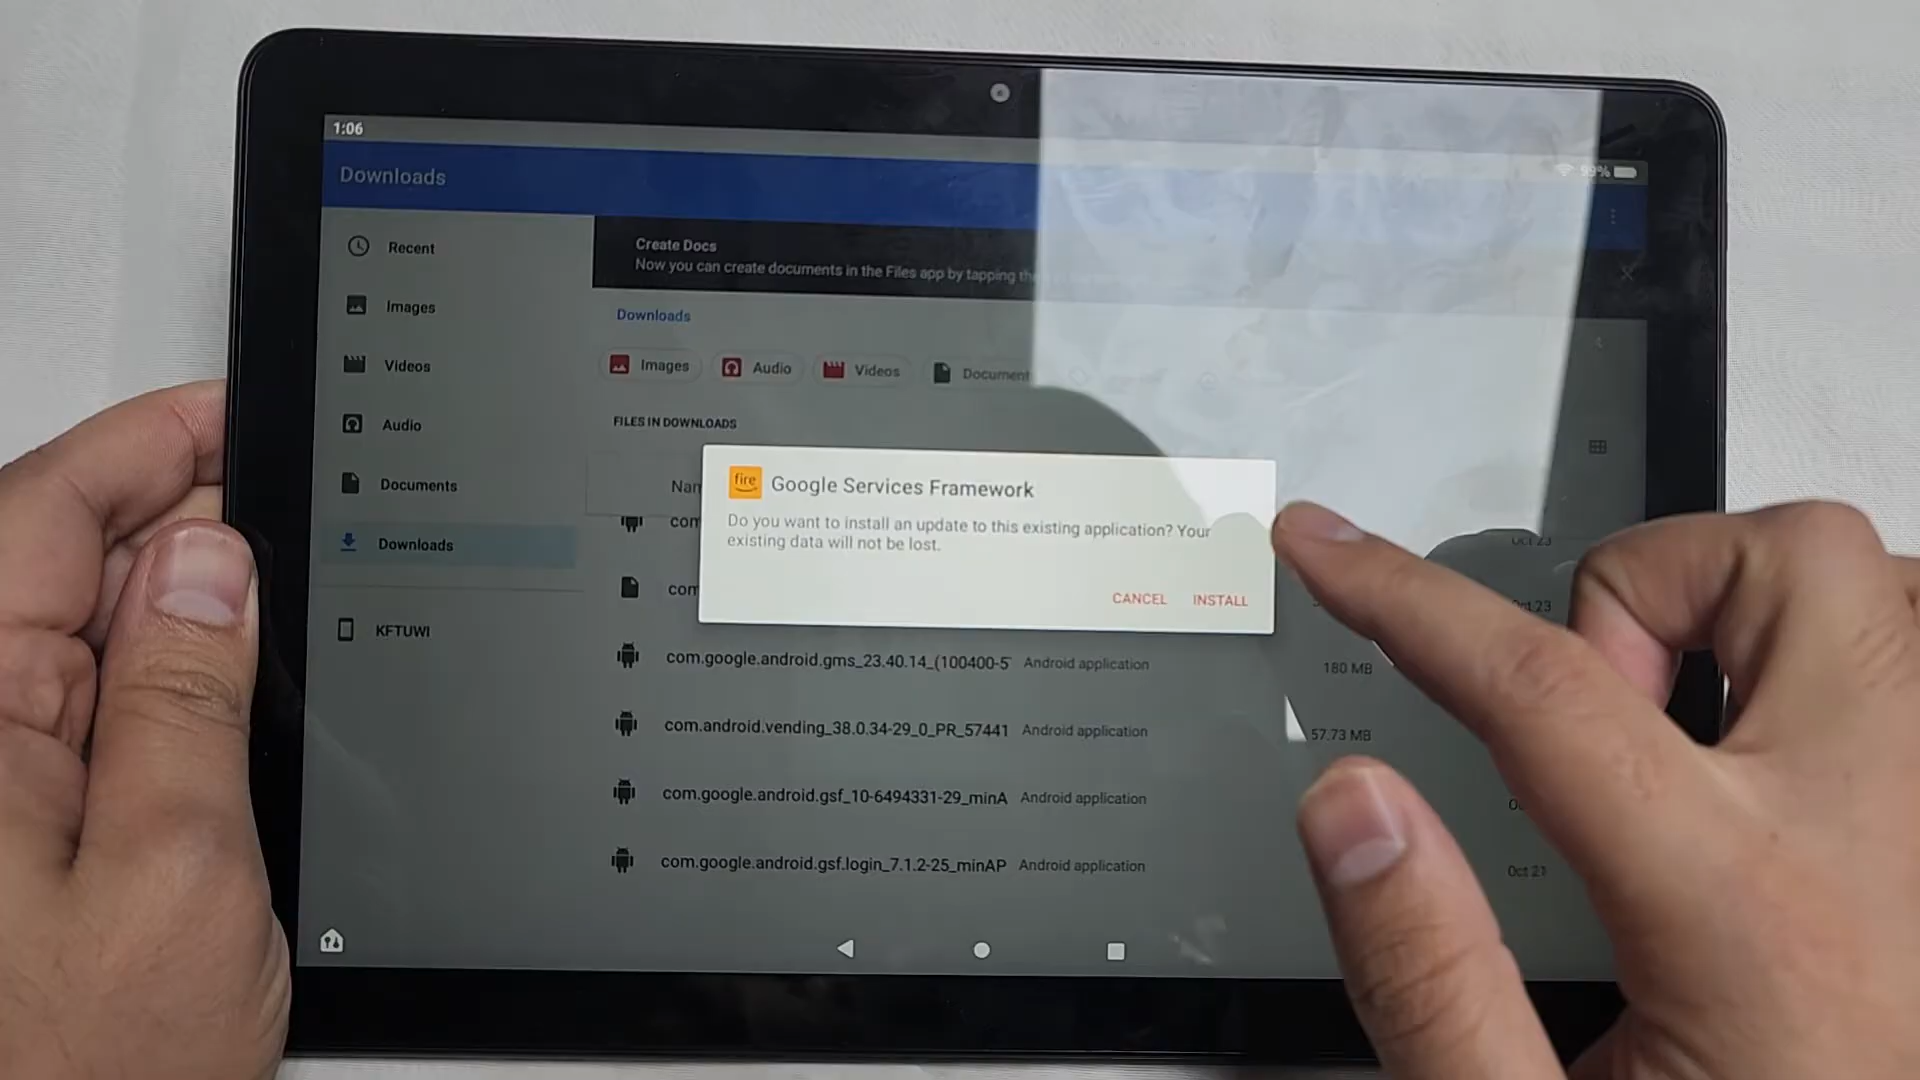 1:06
99%
Downloads
Recent
Images
Videos
Audio
Documents
Downloads
KFTUWI
Create Docs
Now you can create documents in the Files app by tapping
Downloads
Images
Audio
Videos
Document
FILES IN DOWNLOADS
fire
Google Services Framework
Do you want to install an update to this existing application? Your
existing data will not be lost.
CANCEL
INSTALL
com.google.android.gms_23.40.14_(100400-5 Android application 180 MB
com.android.vending_38.0.34-29_0_PR_57441 Android application 57.73 MB
com.google.android.gsf_10-6494331-29_minA Android application
com.google.android.gsf.login_7.1.2-25_minAP Android application